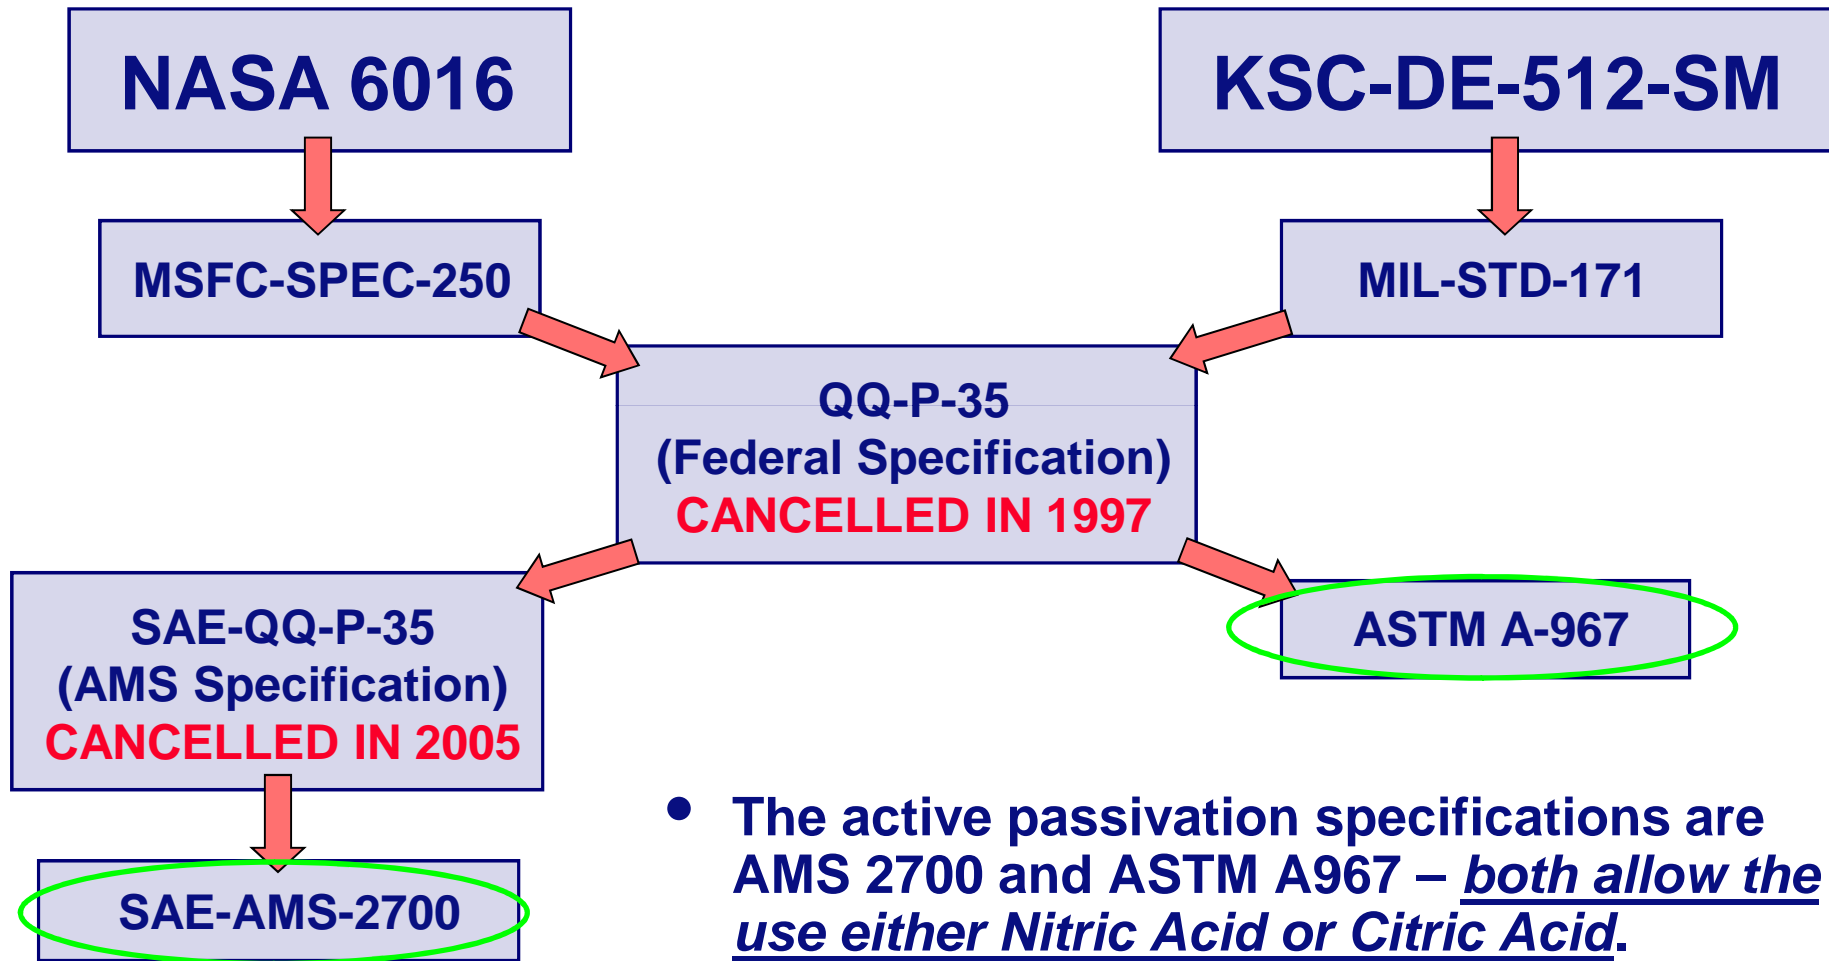 NASA 6016
KSC-DE-512-SM
MSFC-SPEC-250
MIL-STD-171
QQ-P-35
(Federal Specification)
CANCELLED IN 1997
SAE-QQ-P-35
(AMS Specification)
CANCELLED IN 2005
ASTM A-967
SAE-AMS-2700
• The active passivation specifications are
AMS 2700 and ASTM A967 – both allow the
use either Nitric Acid or Citric Acid.